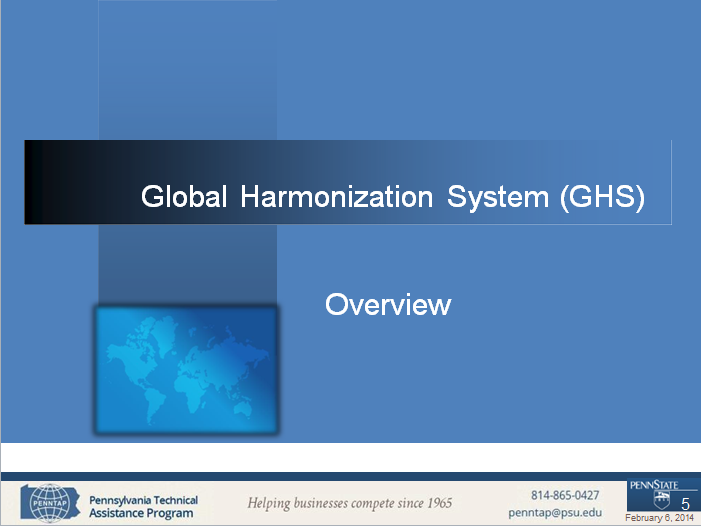 Global Harmonization System (GHS)
Overview
PENNTAP
Pennsylvania Technical
Assistance Program
Helping businesses compete since 1965
814-865-0427
penntap@psu.edu
PENNSTATE
5
February 6, 2014